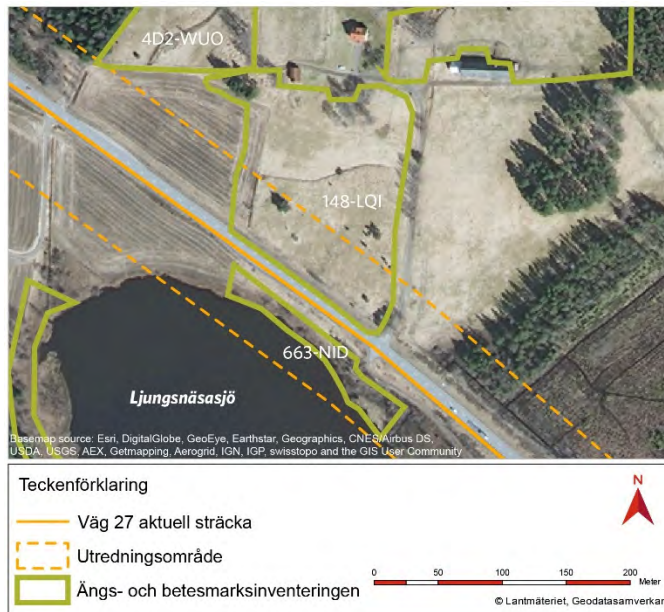 4D2-WUO
148-LQI
663-NID
Ljungsnäsasjö
Basemap source: Esri, DigitalGlobe, GeoEye, Earthstar, Geographics, CNES/Airbus DS,
USDA, USGS, AEX, Getmapping, Aerogrid, IGN, IGP, swisstopo and the GIS User Community
Teckenförklaring
N
Väg 27 aktuell sträcka
Utredningsområde
Ängs- och betesmarksinventeringen
0 50 100 150 200
Meter
© Lantmäteriet, Geodatasamverkan